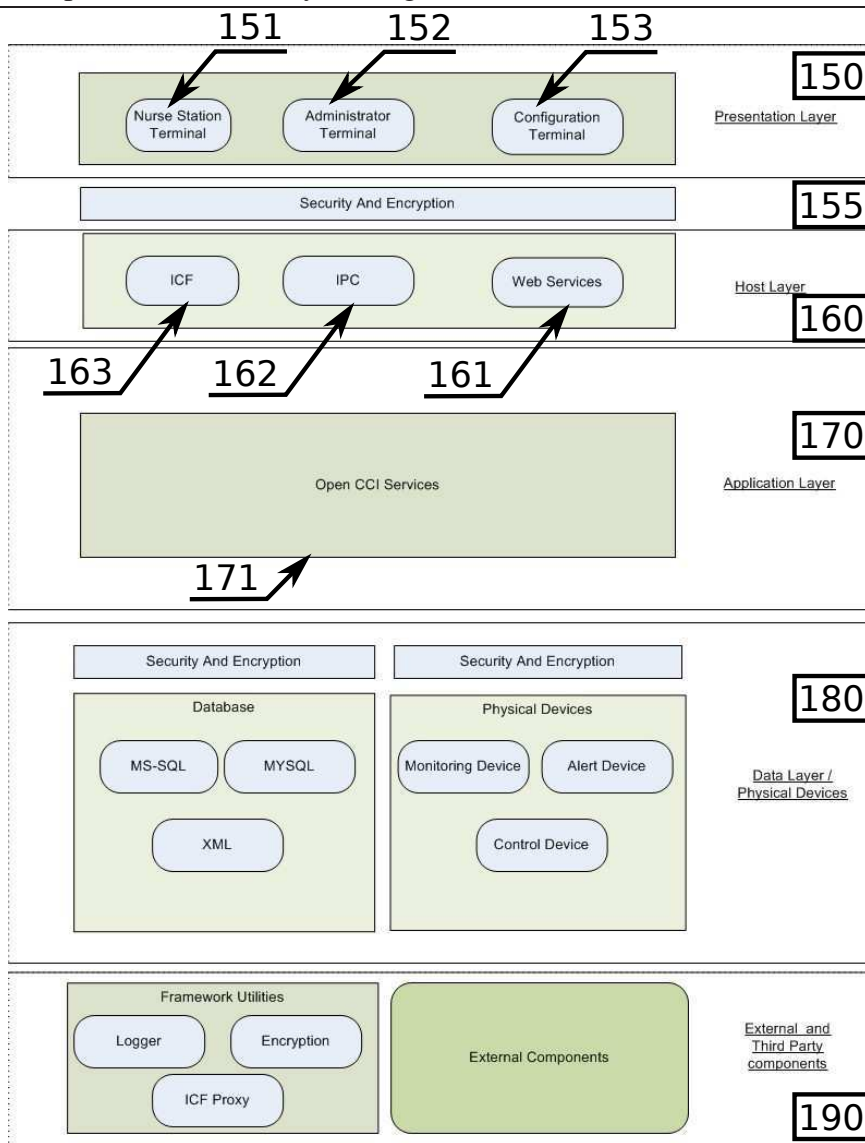 151
152
153
150
Nurse Station
Terminal
Administrator
Terminal
Configuration
Terminal
Presentation Layer
Security And Encryption
155
ICF
IPC
Web Services
Host Layer
160
163
162
161
170
Open CCI Services
Application Layer
171
Security And Encryption
Security And Encryption
180
Database
Physical Devices
MS-SQL
MYSQL
Monitoring Device
Alert Device
Data Layer /
Physical Devices
XML
Control Device
Framework Utilities
Logger
Encryption
External Components
External and
Third Party
components
ICF Proxy
190